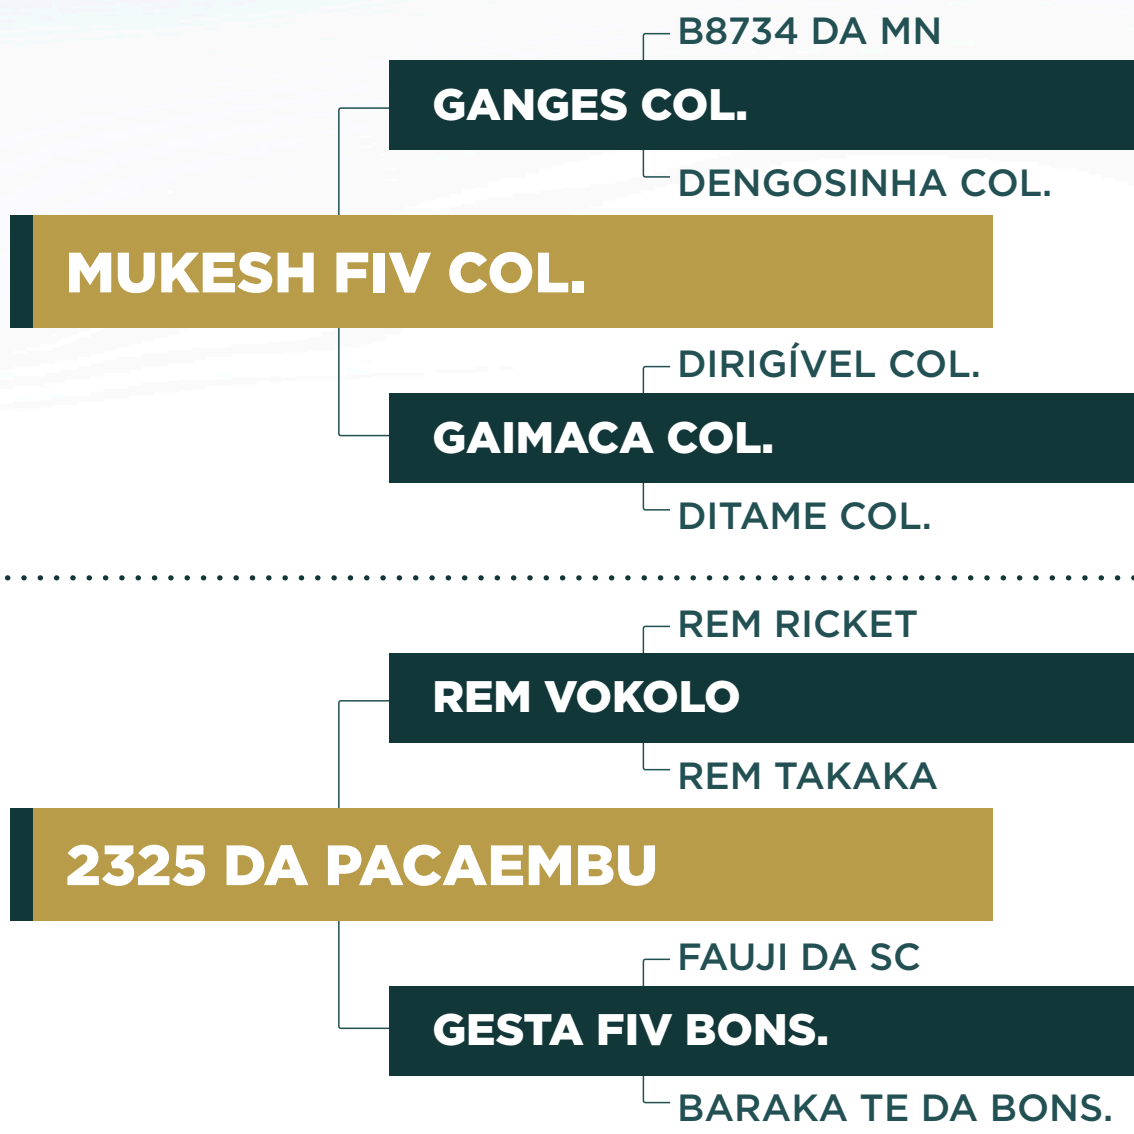 B8734 DA MN
GANGES COL.
DENGOSINHA COL.
MUKESH FIV COL.
DIRIGÍVEL COL.
GAIMACA COL.
DITAME COL.
REM RICKET
REM VOKOLO
REM TAKAKA
2325 DA PACAEMBU
FAUJI DA SC
GESTA FIV BONS.
BARAKA TE DA BONS.